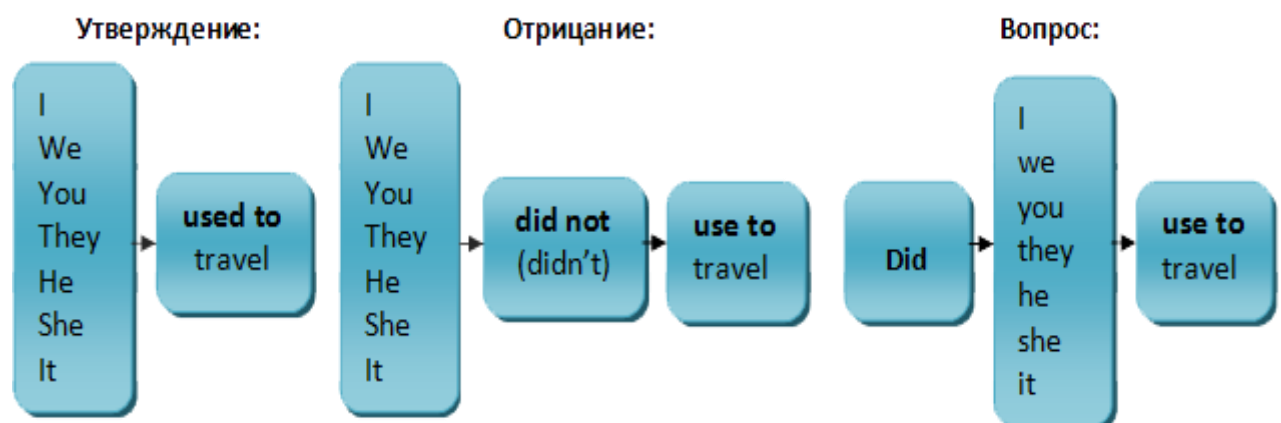 Утверждение:
I
We
You
They
He
She
It
used to
travel
Отрицание:
I
We
You
They
He
She
It
did not
(didn't)
use to
travel
Вопрос:
Did
I
we
you
they
he
she
it
use to
travel